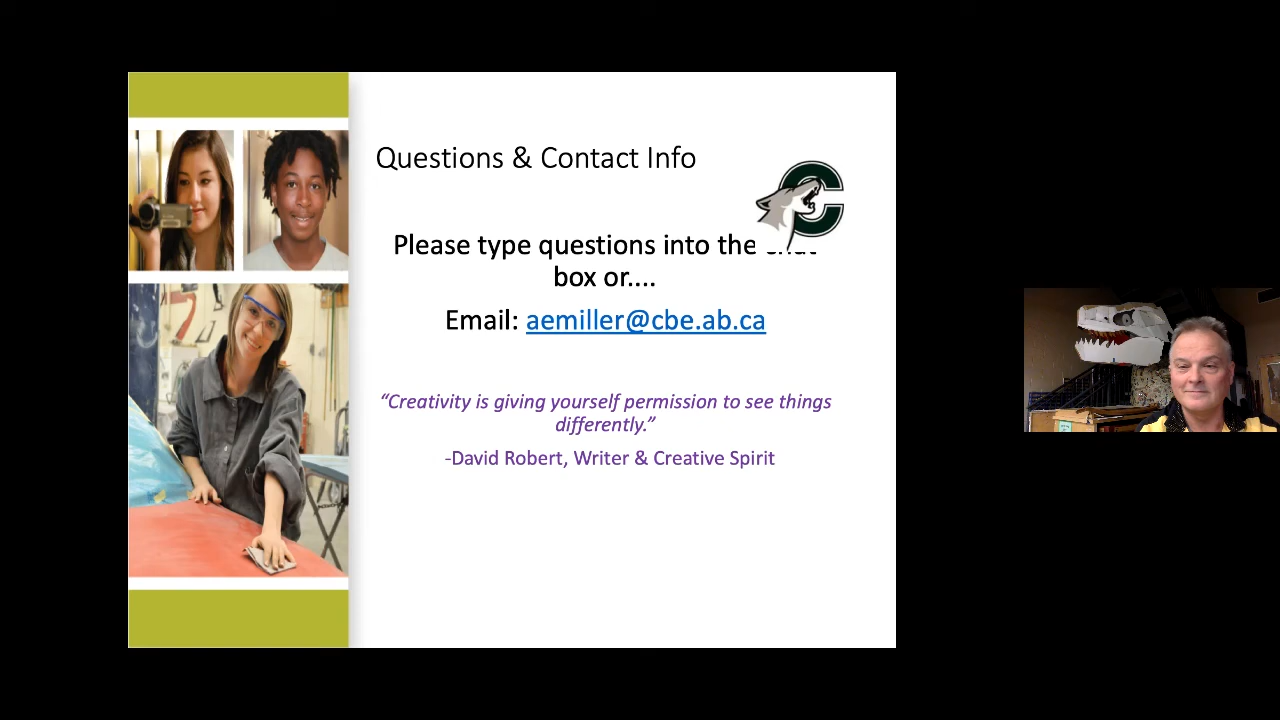 Questions & Contact Info
Please type questions into the chat
box or....
Email: aemiller@cbe.ab.ca
“Creativity is giving yourself permission to see things
differently.”
-David Robert, Writer & Creative Spirit
C